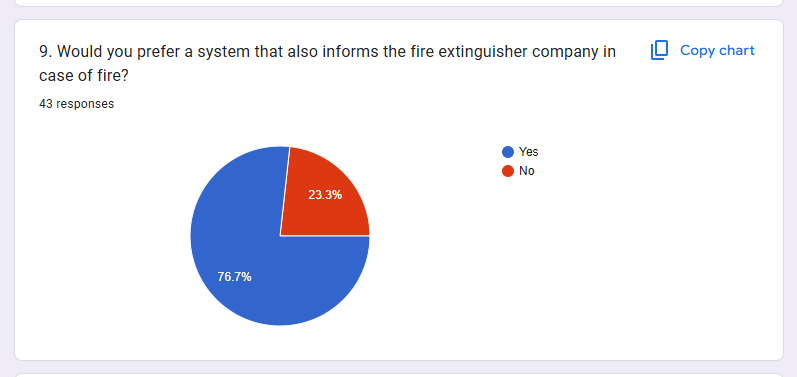 9. Would you prefer a system that also informs the fire extinguisher company in
case of fire?
Copy chart
43 responses
Yes
No
23.3%
76.7%